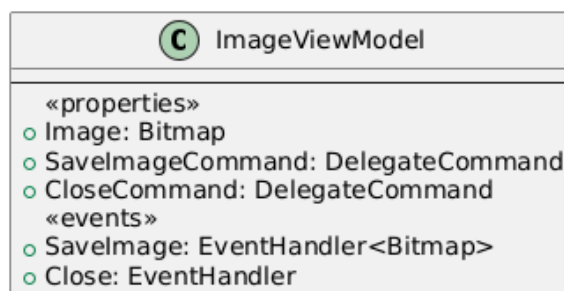 C ImageViewModel
«properties»
Image: Bitmap
SaveImageCommand: DelegateCommand
CloseCommand: DelegateCommand
«events»
SaveImage: EventHandler<Bitmap>
Close: EventHandler